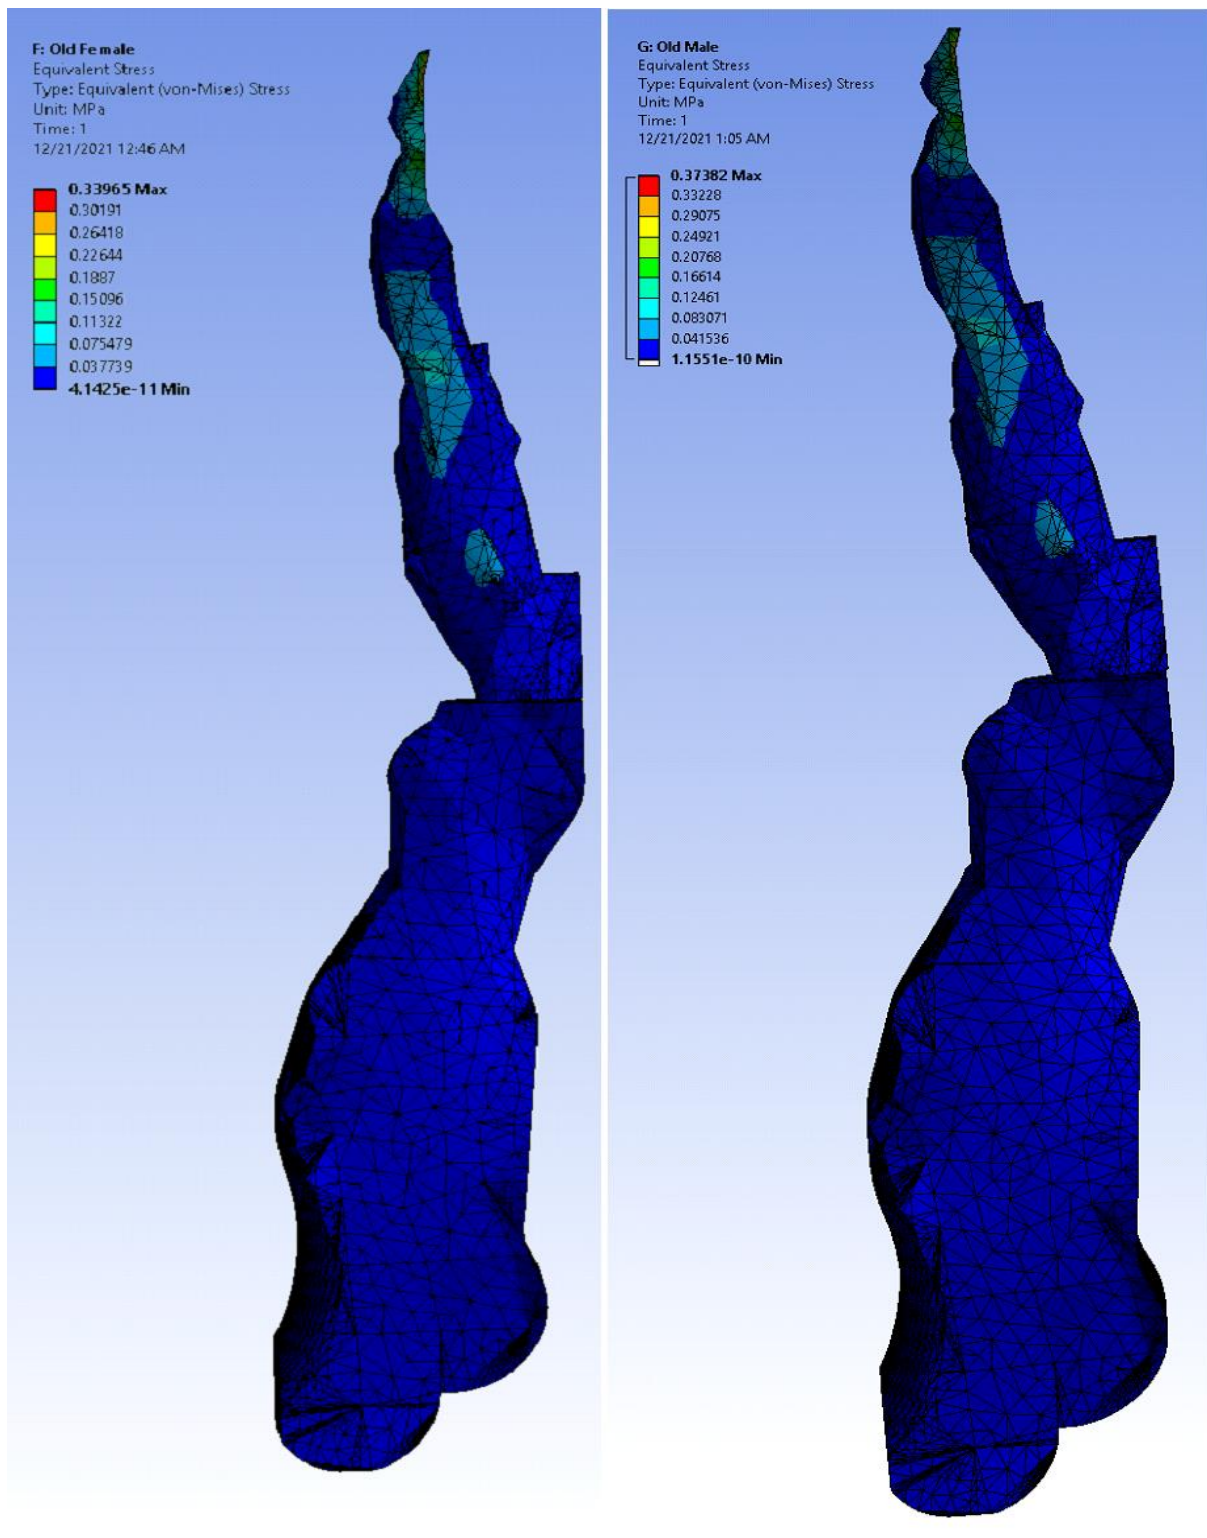 F: Old Female
Equivalent Stress
Type: Equivalent (von-Mises) Stress
Unit: MPa
Time: 1
12/21/2021 12:46 AM
0.33965 Max
0.30191
0.26418
0.22644
0.1887
0.15096
0.11322
0.075479
0.037739
4.1425e-11 Min
G: Old Male
Equivalent Stress
Type: Equivalent (von-Mises) Stress
Unit: MPa
Time: 1
12/21/2021 1:05 AM
0.37382 Max
0.33228
0.29075
0.24921
0.20768
0.16614
0.12461
0.083071
0.041536
1.1551e-10 Min